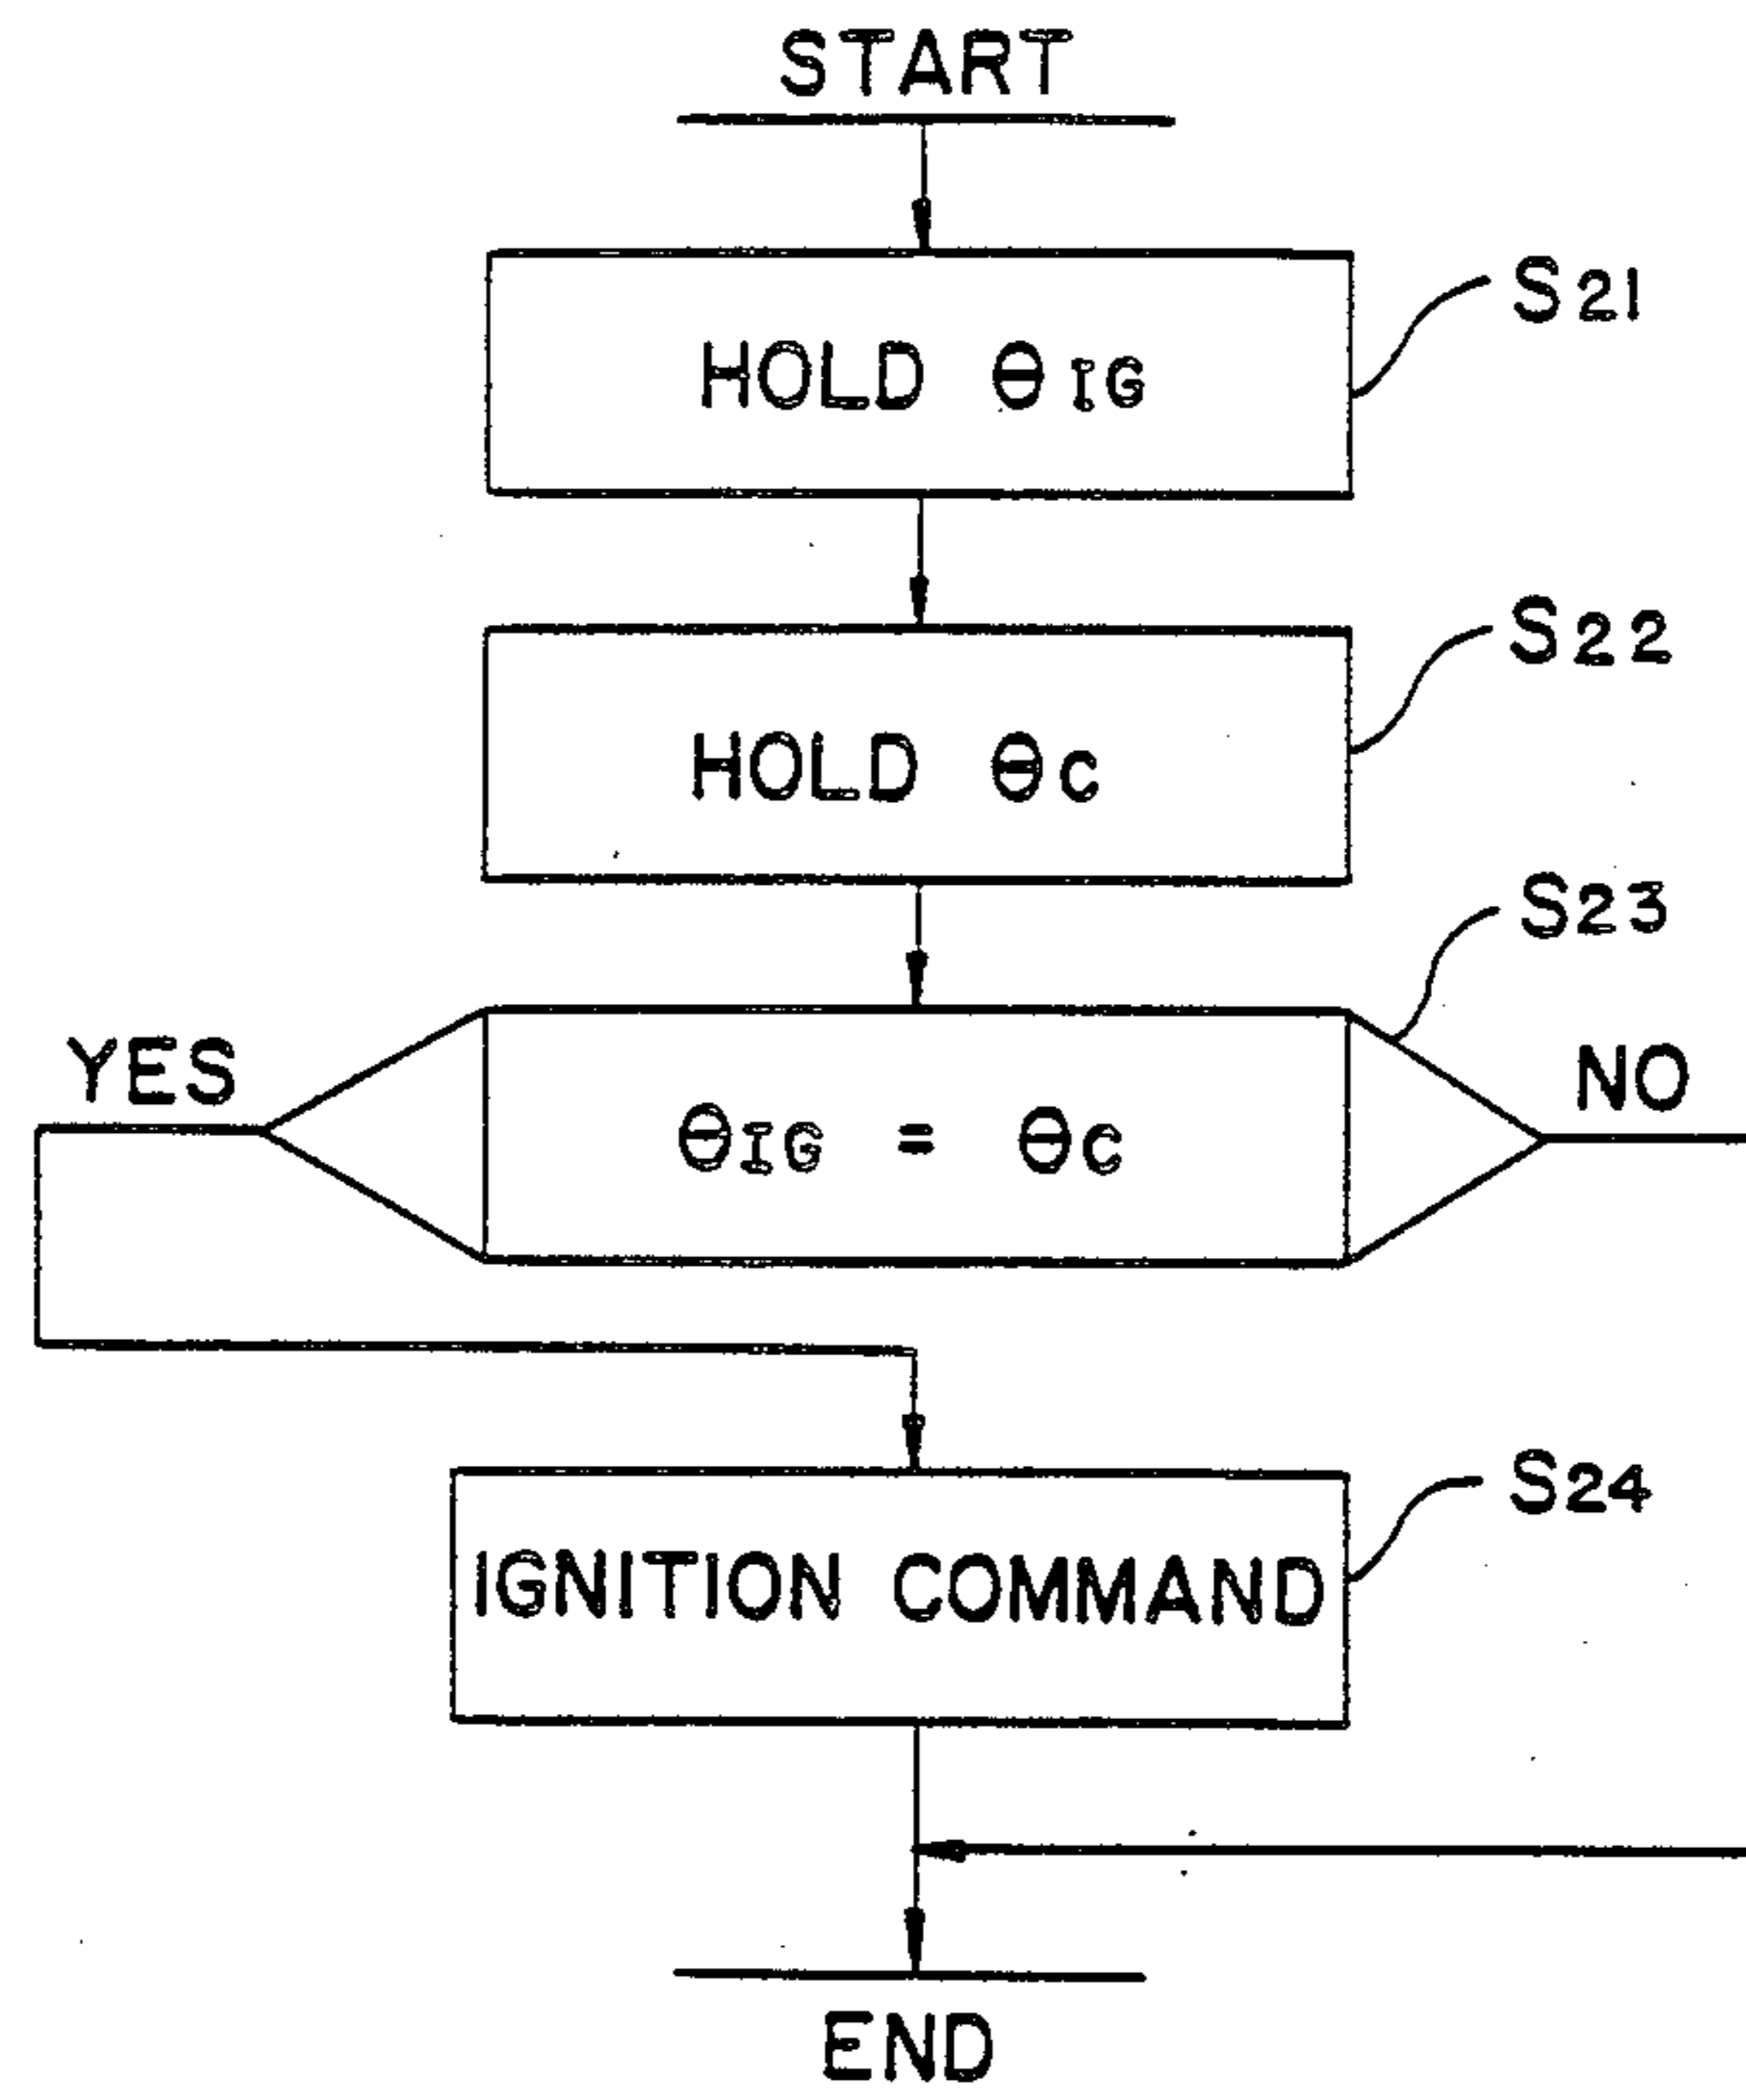 START
HOLD θIG
S21
HOLD θC
S22
S23
YES
θIG = θC
NO
IGNITION COMMAND
S24
END